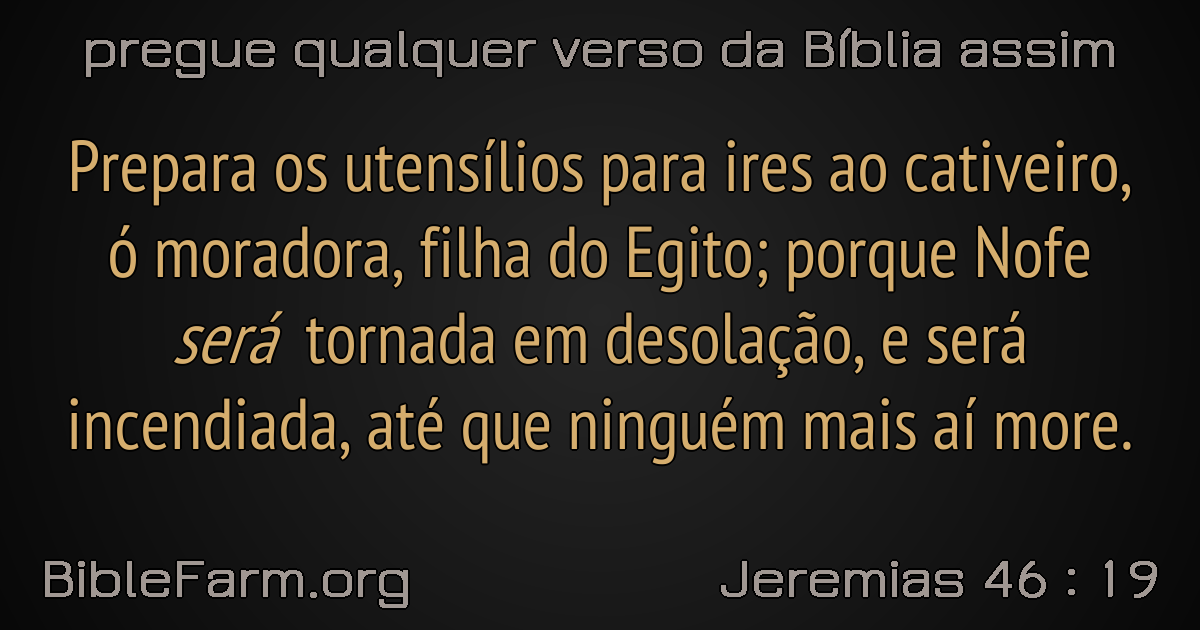 pregue qualquer verso da Bíblia assim
Prepara os utensílios para ires ao cativeiro,
ó moradora, filha do Egito; porque Nofe
será tornada em desolação, e será
incendiada, até que ninguém mais aí more.
BibleFarm.org
Jeremias 46 : 19